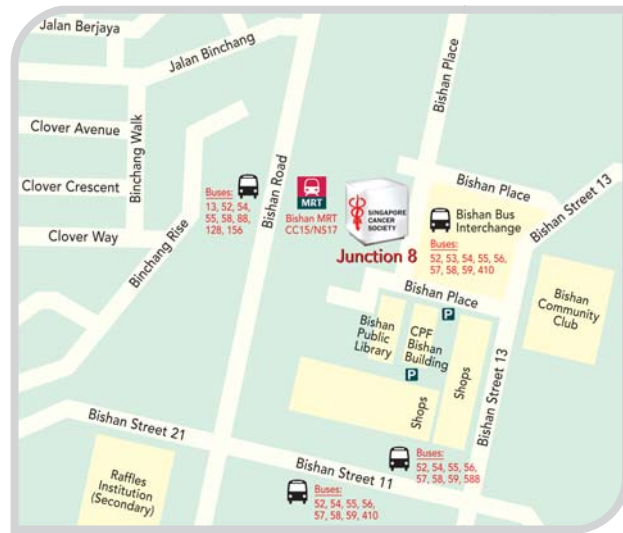 Jalan Berjaya
Jalan Binchang
Bishan Place
Clover Avenue
Binchang Walk
Clover Crescent
Clover Way
Binchang Rise
Buses:
13, 52, 54,
55, 58, 88,
128, 156
Bishan Road
MRT
Bishan MRT
CC15/NS17
SINGAPORE
CANCER
SOCIETY
Junction 8
Bishan Place
Bishan Street 13
Bishan Bus
Interchange
Buses:
52, 53, 54, 55, 56,
57, 58, 59, 410
Bishan Place
P
Bishan
Community
Club
Bishan
Public
Library
CPF
Bishan
Building
P
Shops
Shops
Bishan Street 13
Bishan Street 21
Raffles
Institution
(Secondary)
Bishan Street 11
Buses:
52, 54, 55, 56,
57, 58, 59, 588
Buses:
52, 54, 55, 56,
57, 58, 59, 410